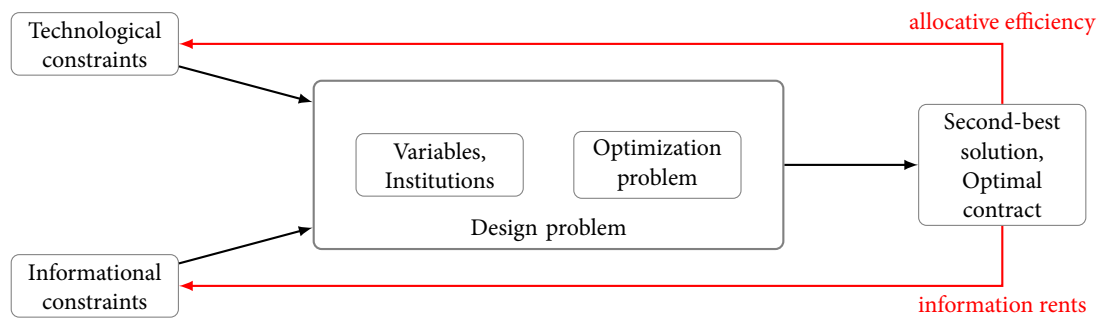 allocative efficiency
Technological
constraints
Variables,
Institutions
Optimization
problem
Design problem
Second-best
solution,
Optimal
contract
Informational
constraints
information rents